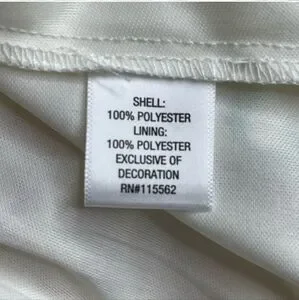 SHELL:
100% POLYESTER
LINING:
100% POLYESTER
EXCLUSIVE OF
DECORATION
RN#115562